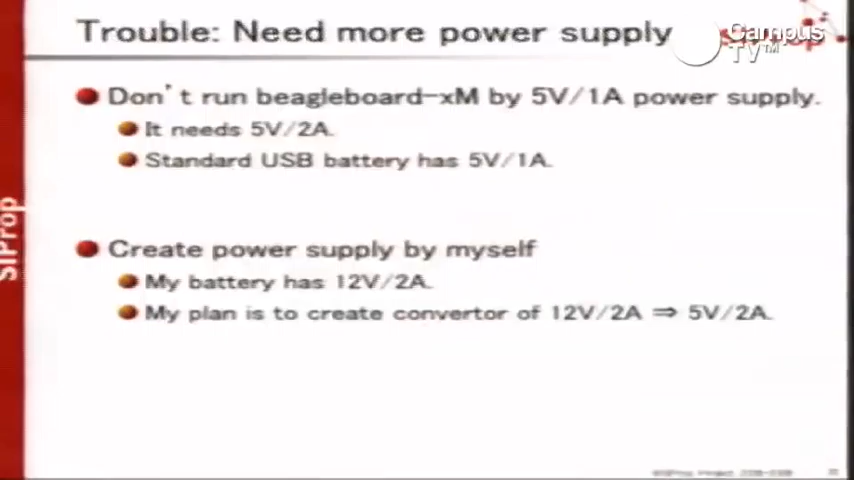 Trouble: Need more power supply
Campus
TV™
Don't run beagleboard-xM by 5V/1A power supply.
It needs 5V/2A.
Standard USB battery has 5V/1A.
SIProp
Create power supply by myself
My battery has 12V/2A.
My plan is to create convertor of 12V/2A ⇒ 5V/2A.